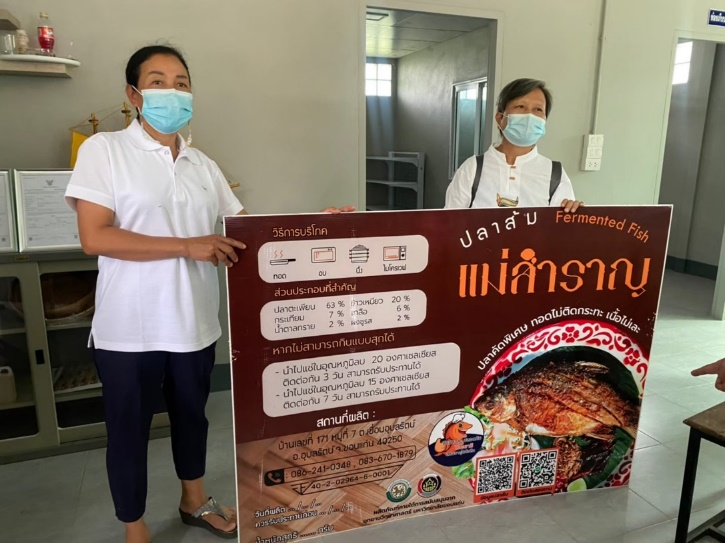 วิธีการบริโภค
ทอด อบ นึ่ง ไมโครเวฟ
ส่วนประกอบที่สำคัญ
ปลาตะเพียน 63 % ข้าวเหนียว 20 %
กระเทียม 7 % เกลือ 6 %
น้ำตาลทราย 2 % ผงชูรส 2 %
หากไม่สามารถกินแบบสุกได้
- นำไปแช่ในอุณหภูมิลบ 20 องศาเซลเซียส
ติดต่อกัน 3 วัน สามารถรับประทานได้
- นำไปแช่ในอุณหภูมิลบ 15 องศาเซลเซียส
ติดต่อกัน 7 วัน สามารถรับประทานได้
สถานที่ผลิต :
บ้านเลขที่ 171 หมู่ที่ 7 ต.เขื่อนอุบลรัตน์
อ.อุบลรัตน์ จ.ขอนแก่น 40250
086-241-0348 , 083-670-1879
40-2-02964-6-0001
วันที่ผลิต
ควรบริโภคก่อน
ปลาส้ม Fermented Fish
แม่สำราญ
ปลาคัดพิเศษ ทอดไม่ติดกระทะ เนื้อไม่เละ